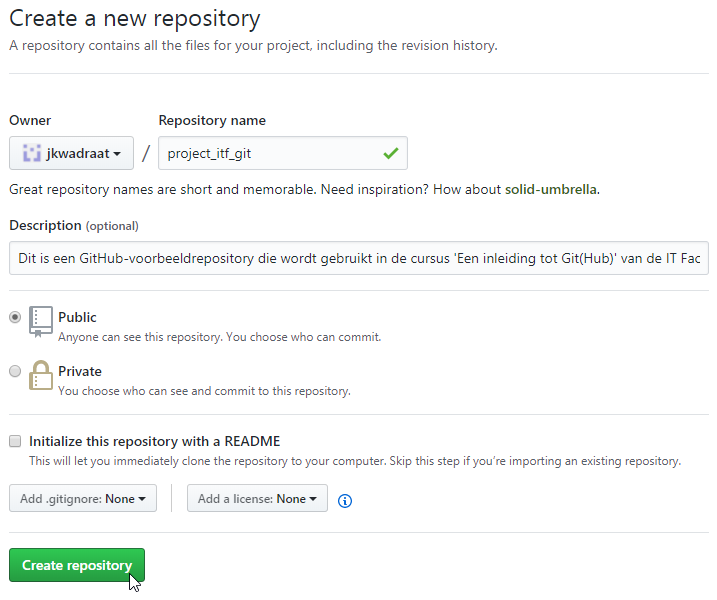 Create a new repository
A repository contains all the files for your project, including the revision history.
Owner
Repository name
jkwadraat
/
project_itf_git
Great repository names are short and memorable. Need inspiration? How about solid-umbrella.
Description (optional)
Dit is een GitHub-voorbeeldrepository die wordt gebruikt in de cursus 'Een inleiding tot Git(Hub)' van de IT Fac
Public
Anyone can see this repository. You choose who can commit.
Private
You choose who can see and commit to this repository.
Initialize this repository with a README
This will let you immediately clone the repository to your computer. Skip this step if you’re importing an existing repository.
Add .gitignore: None
Add a license: None
Create repository